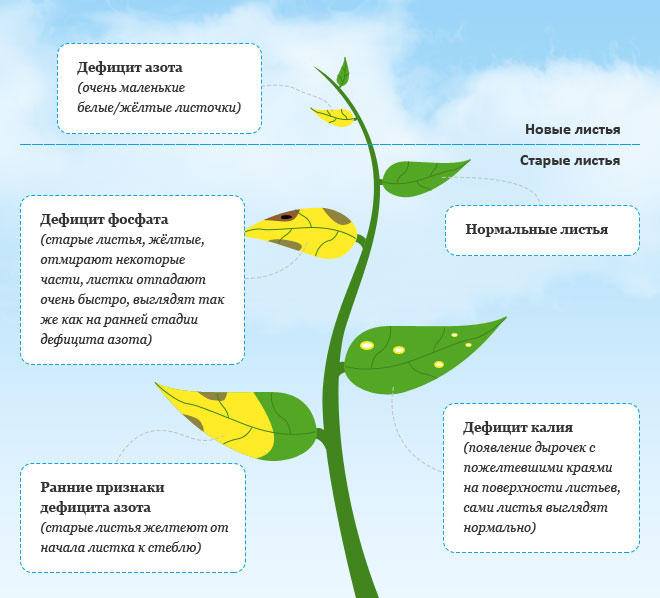 Дефицит азота
(очень маленькие
белые/жёлтые листочки)
Новые листья
Старые листья
Дефицит фосфата
(старые листья, жёлтые,
отмирают некоторые
части, листки отпадают
очень быстро, выглядят так
же как на ранней стадии
дефицита азота)
Нормальные листья
Ранние признаки
дефицита азота
(старые листья желтеют от
начала листка к стеблю)
Дефицит калия
(появление дырочек с
пожелтевшими краями
на поверхности листьев,
сами листья выглядят
нормально)